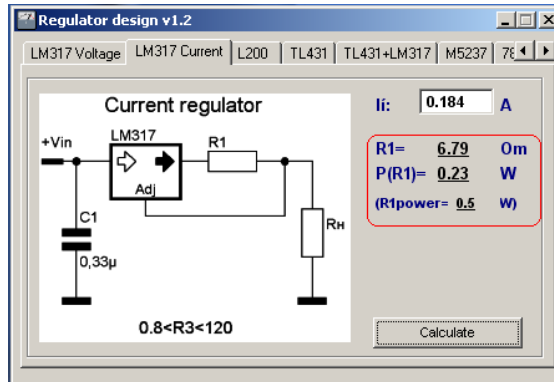 Regulator design v1.2
LM317 Voltage LM317 Current L200 TL431 TL431+LM317 M5237
Current regulator
+Vin
LM317
R1
Adj
C1
0,33µ
Rн
0.8<R3<120
Ií: 0.184 A
R1= 6.79 Om
P(R1)= 0.23 W
(R1power= 0.5 W)
Calculate